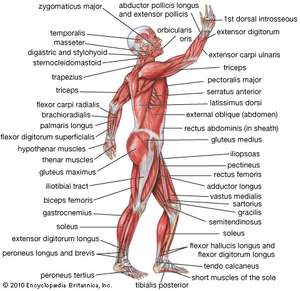 zygomaticus major
temporalis
masseter
digastric and stylohyoid
sternocleidomastoid
trapezius
triceps
flexor carpi radialis
brachioradialis
palmaris longus
flexor digitorum superficialis
hypothenar muscles
thenar muscles
gluteus maximus
iliotibial tract
biceps femoris
gastrocnemius
soleus
extensor digitorum longus
peroneus longus and brevis
peroneus tertius
© 2010 Encyclopædia Britannica, Inc.
abductor pollicis longus
and extensor pollicis
orbicularis
oris
1st dorsal introsseous
extensor digitorum
extensor carpi ulnaris
triceps
pectoralis major
serratus anterior
latissimus dorsi
external oblique (abdomen)
rectus abdominis (in sheath)
gluteus medius
iliopsoas
pectineus
rectus femoris
adductor longus
vastus medialis
sartorius
gracilis
semitendinosus
soleus
flexor hallucis longus and
flexor digitorum longus
tendo calcaneus
short muscles of the sole
tibialis posterior